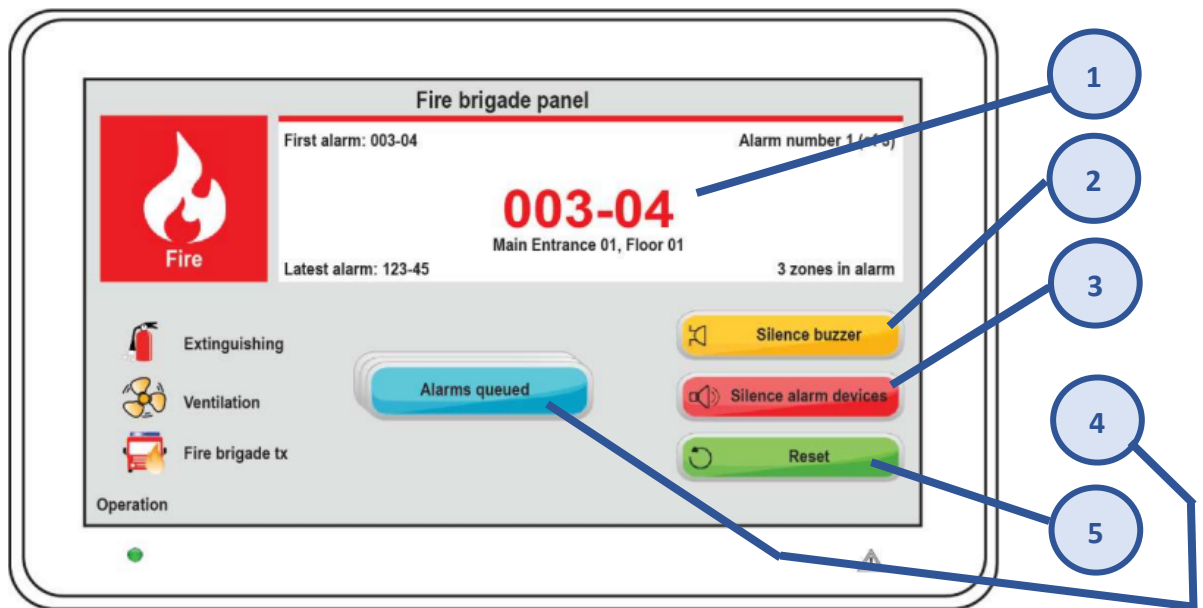 Fire brigade panel
First alarm: 003-04
Alarm number 1
003-04
Main Entrance 01, Floor 01
Fire
Latest alarm: 123-45
3 zones in alarm
Extinguishing
Ventilation
Fire brigade tx
Operation
Alarms queued
Silence buzzer
Silence alarm devices
Reset
1
2
3
4
5